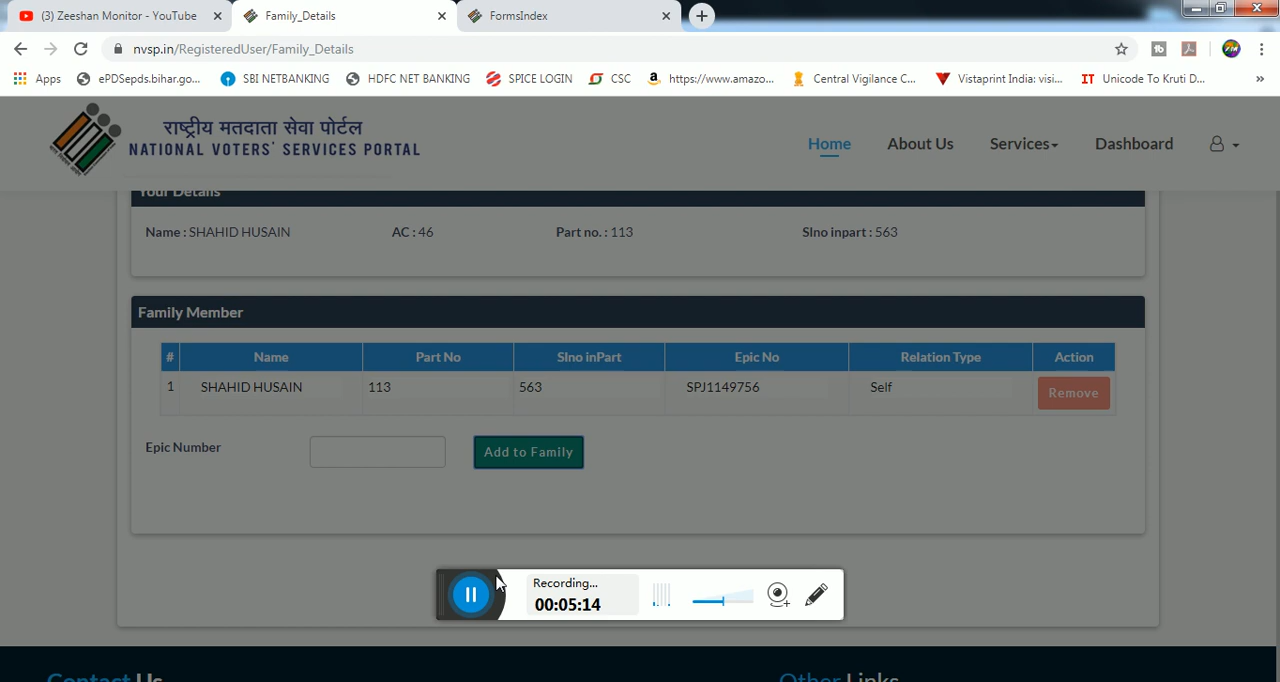 (3) Zeeshan Monitor - YouTube
Family_Details
FormsIndex
nvsp.in/RegisteredUser/Family_Details
Apps ePDSepds.bihar.go... SBI NETBANKING HDFC NET BANKING SPICE LOGIN CSC https://www.amazo... Central Vigilance C... Vistaprint India: visi... IT Unicode To Kruti D... »
राष्ट्रीय मतदाता सेवा पोर्टल
NATIONAL VOTERS' SERVICES PORTAL
Home About Us Services Dashboard
Your Details
Name : SHAHID HUSAIN AC : 46 Part no. : 113 Slno inpart : 563
Family Member
# Name Part No Slno inPart Epic No Relation Type Action
1 SHAHID HUSAIN 113 563 SPJ1149756 Self Remove
Epic Number Add to Family
Recording...
00:05:14
Contact Us Other Links